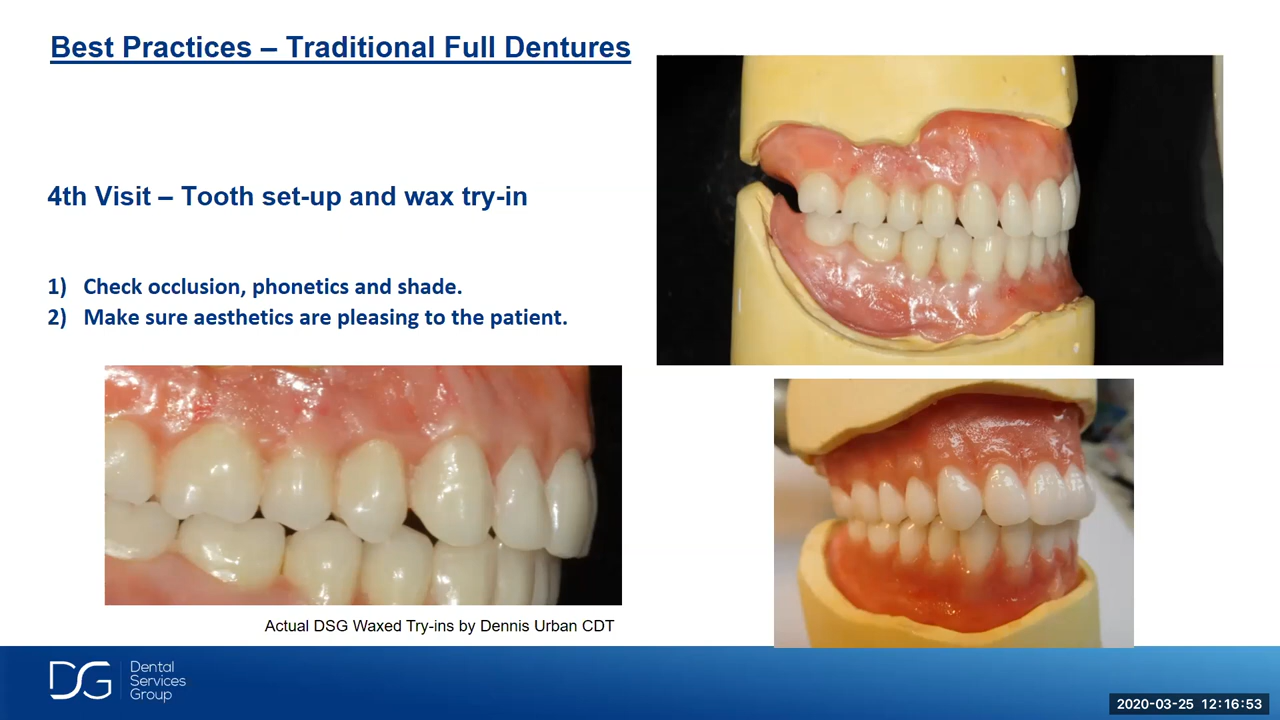 Best Practices – Traditional Full Dentures
4th Visit – Tooth set-up and wax try-in
1) Check occlusion, phonetics and shade.
2) Make sure aesthetics are pleasing to the patient.
Actual DSG Waxed Try-ins by Dennis Urban CDT
DSG
Dental
Services
Group
2020-03-25 12:16:53